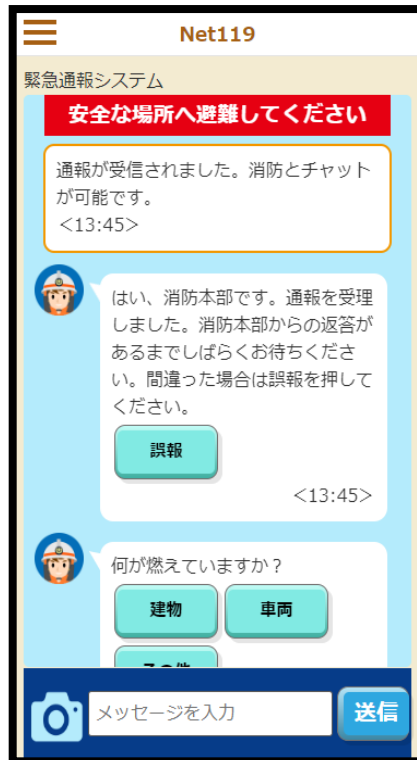 Net119
緊急通報システム
安全な場所へ避難してください
通報が受信されました。消防とチャット
が可能です。
<13:45>
はい、消防本部です。通報を受理
しました。消防本部からの返答が
あるまでしばらくお待ちくださ
い。間違った場合は誤報を押して
ください。
誤報
<13:45>
何が燃えていますか？
建物 車両
その他
メッセージを入力 送信